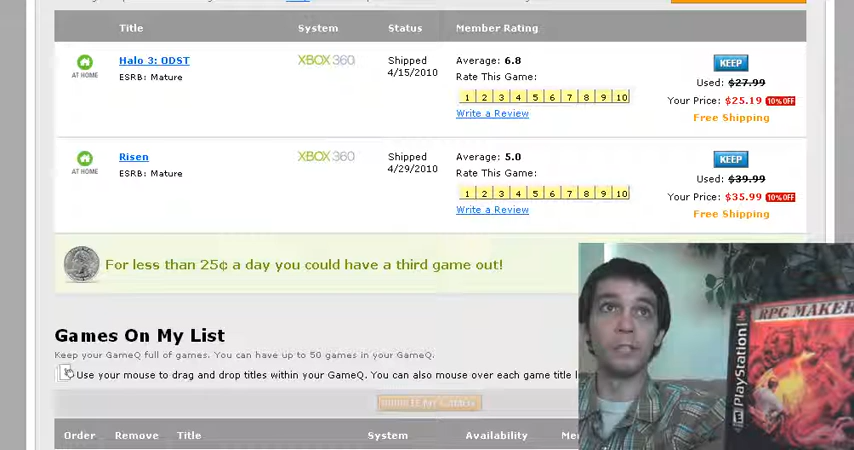 Title System Status Member Rating
Halo 3: ODST
ESRB: Mature
AT HOME
XBOX 360
Shipped
4/15/2010
Average: 6.8
Rate This Game:
1 2 3 4 5 6 7 8 9 10
Write a Review
KEEP
Used: $27.99
Your Price: $25.19 10% OFF
Free Shipping
Risen
ESRB: Mature
AT HOME
XBOX 360
Shipped
4/29/2010
Average: 5.0
Rate This Game:
1 2 3 4 5 6 7 8 9 10
Write a Review
KEEP
Used: $39.99
Your Price: $35.99 10% OFF
Free Shipping
For less than 25¢ a day you could have a third game out!
Games On My List
Keep your GameQ full of games. You can have up to 50 games in your GameQ.
Use your mouse to drag and drop titles within your GameQ. You can also mouse over each game title
Order Remove Title System Availability
PlayStation
RPG MAKER